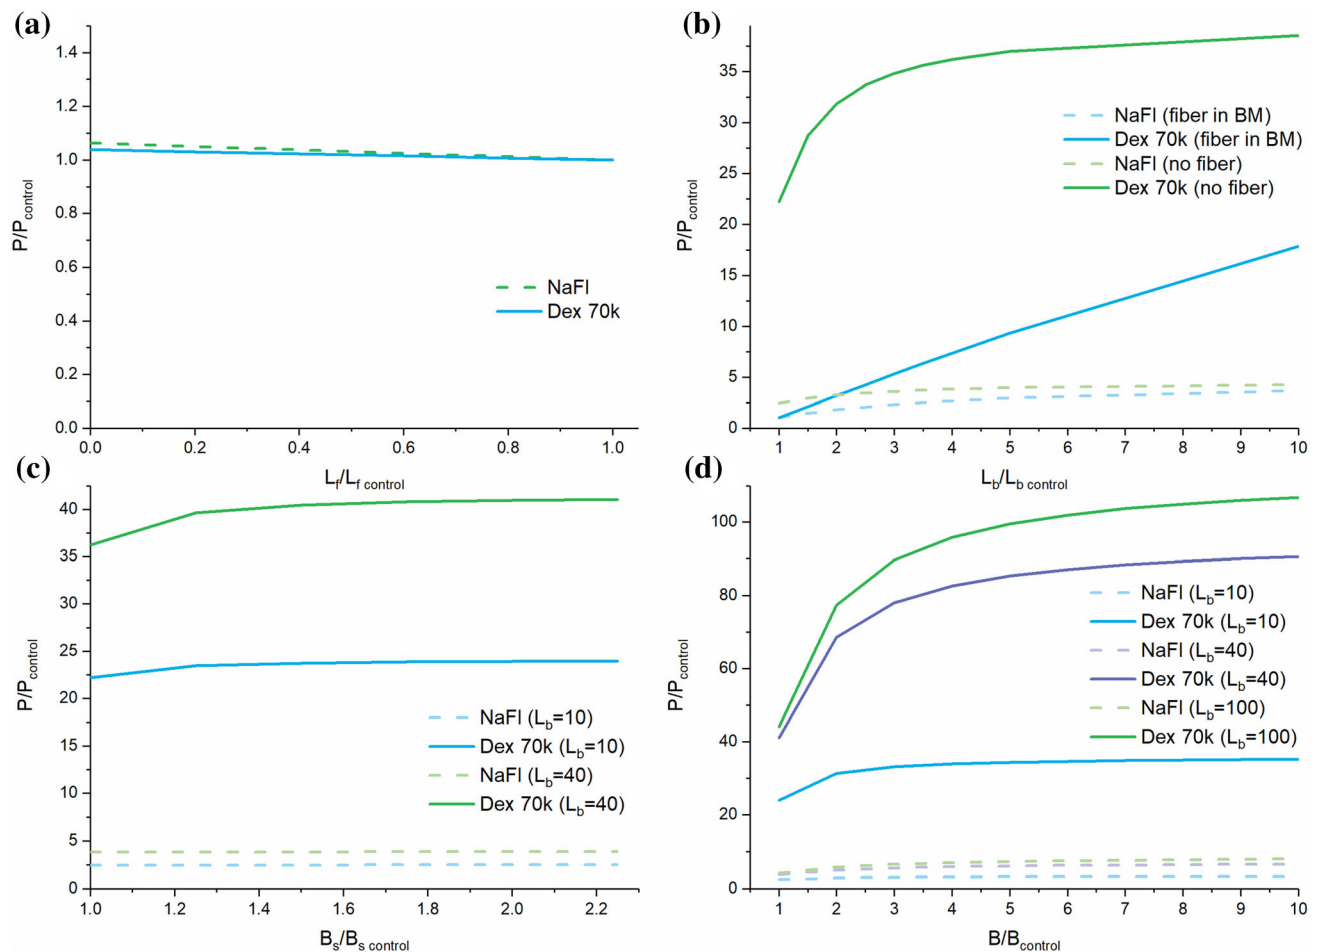 (a)
1.4
1.2
1.0
0.8
0.6
0.4
0.2
0.0
P/Pcontrol
NaFl
Dex 70k
0.0 0.2 0.4 0.6 0.8 1.0
Lf/Lf control
(b)
35
30
25
20
15
10
5
0
P/Pcontrol
NaFl (fiber in BM)
Dex 70k (fiber in BM)
NaFl (no fiber)
Dex 70k (no fiber)
1 2 3 4 5 6 7 8 9 10
Lb/Lb control
(c)
40
35
30
25
20
15
10
5
0
P/Pcontrol
NaFl (Lb=10)
Dex 70k (Lb=10)
NaFl (Lb=40)
Dex 70k (Lb=40)
1.0 1.2 1.4 1.6 1.8 2.0 2.2
Bs/Bs control
(d)
100
80
60
40
20
0
P/Pcontrol
NaFl (Lb=10)
Dex 70k (Lb=10)
NaFl (Lb=40)
Dex 70k (Lb=40)
NaFl (Lb=100)
Dex 70k (Lb=100)
1 2 3 4 5 6 7 8 9 10
B/Bcontrol